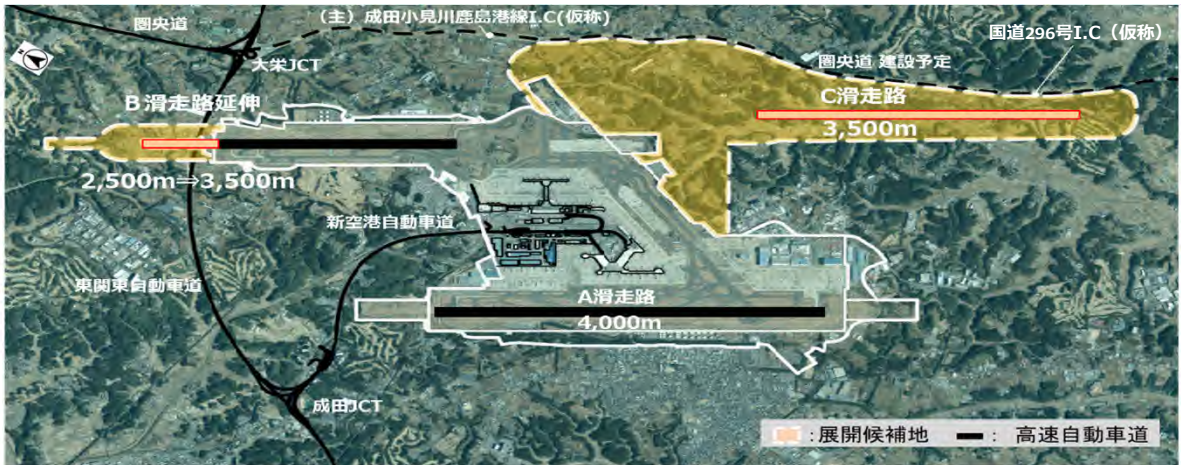 圏央道
(主)成田小見川鹿島港線I.C(仮称)
国道296号I.C(仮称)
N
大栄JCT
圏央道 建設予定
B滑走路延伸
C滑走路
3,500m
2,500m⇒3,500m
新空港自動車道
東関東自動車道
A滑走路
4,000m
成田JCT
:展開候補地 : 高速自動車道